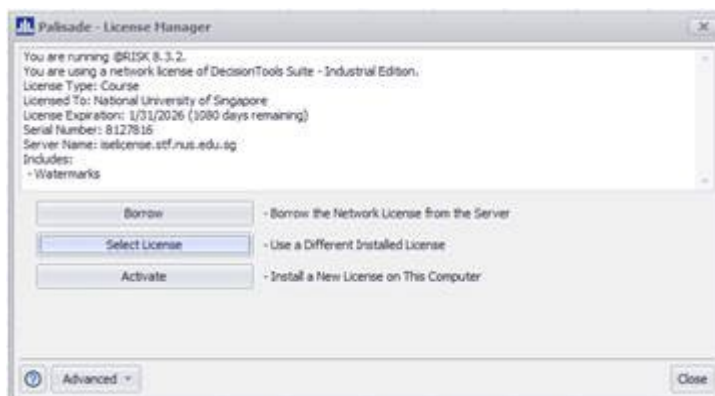 Palisade - License Manager
You are running @RISK 8.3.2.
You are using a network license of DecisionTools Suite - Industrial Edition.
License Type: Course
Licensed To: National University of Singapore
License Expiration: 1/31/2026 (1080 days remaining)
Serial Number: 8127816
Server Name: iselicense.stf.nus.edu.sg
Includes:
- Watermarks
Borrow - Borrow the Network License from the Server
Select License - Use a Different Installed License
Activate - Install a New License on This Computer
? Advanced Close